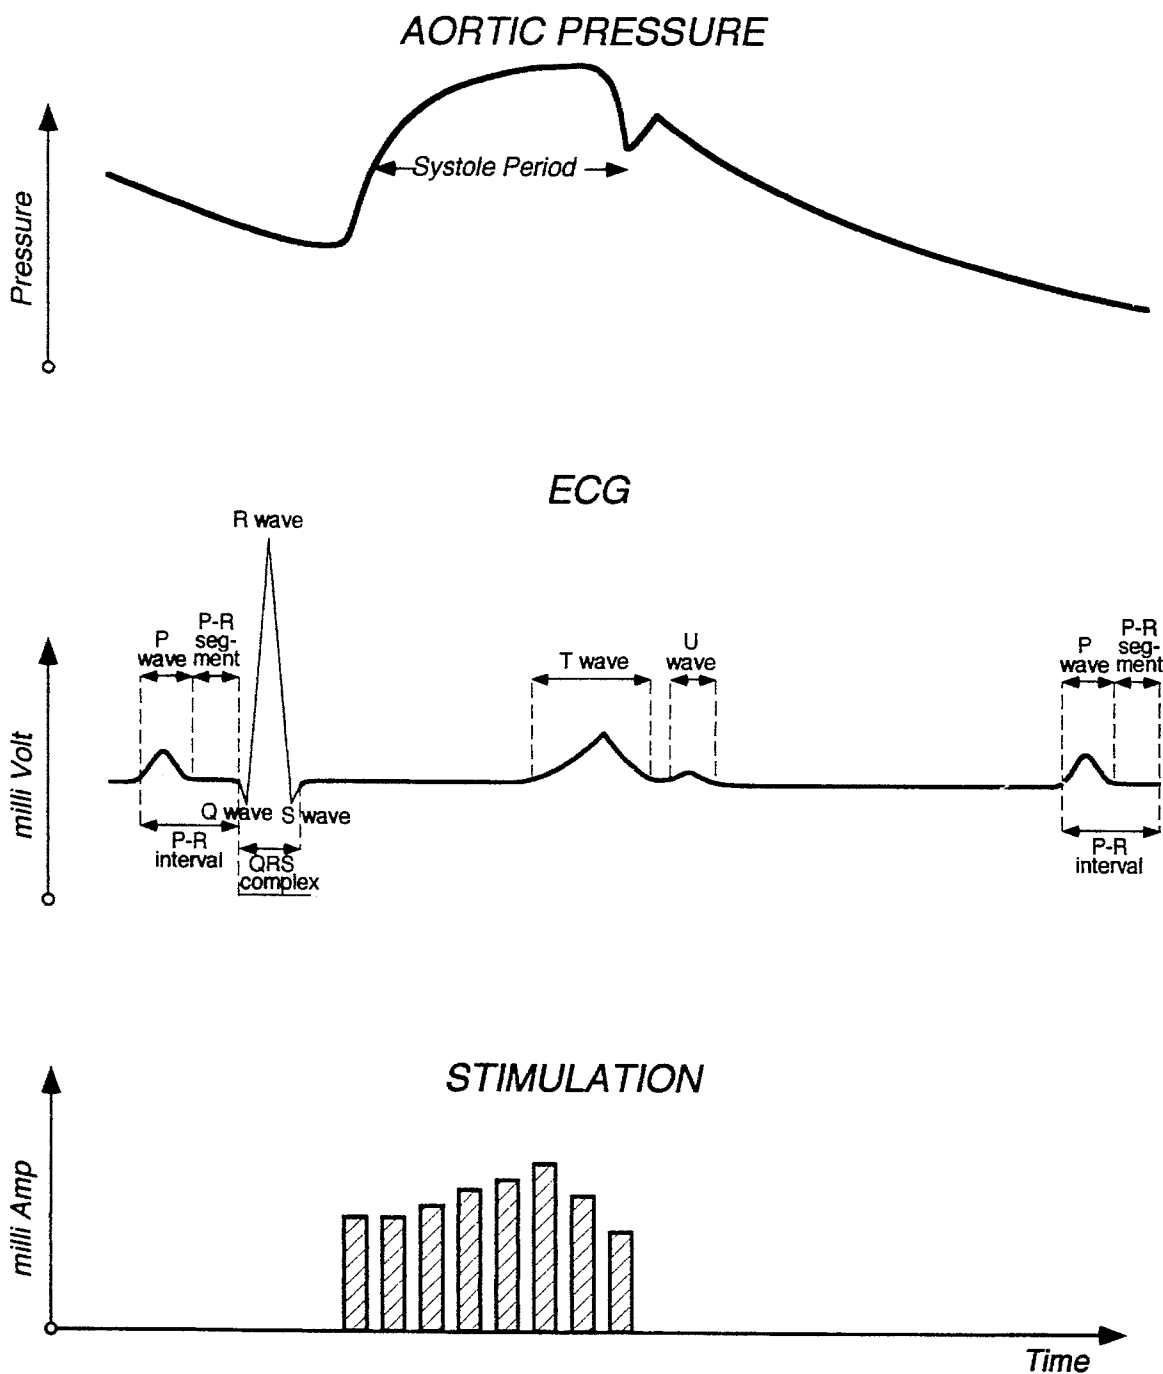 AORTIC PRESSURE
Pressure
Systole Period
ECG
R wave
milli Volt
P
wave
P-R
seg-
ment
T wave
U
wave
P
wave
P-R
seg-
ment
Q wave
S wave
P-R
interval
QRS
complex
P-R
interval
STIMULATION
milli Amp
Time